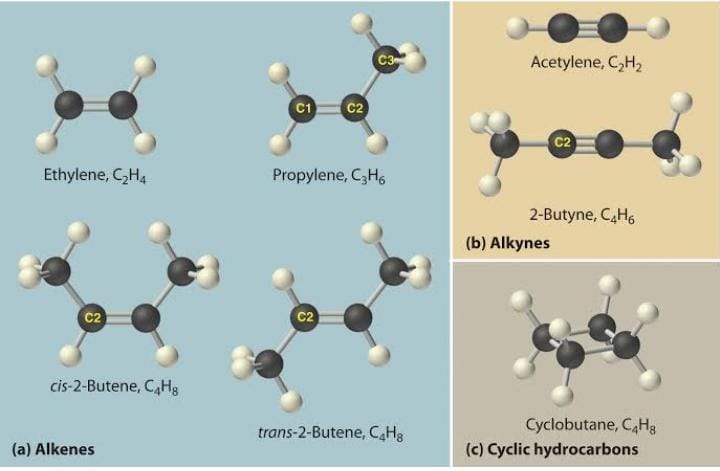 Ethylene, C₂H₄
C1
C2
C3
Propylene, C₃H₆
C2
cis-2-Butene, C₄H₈
C2
trans-2-Butene, C₄H₈
(a) Alkenes
Acetylene, C₂H₂
C2
2-Butyne, C₄H₆
(b) Alkynes
Cyclobutane, C₄H₈
(c) Cyclic hydrocarbons